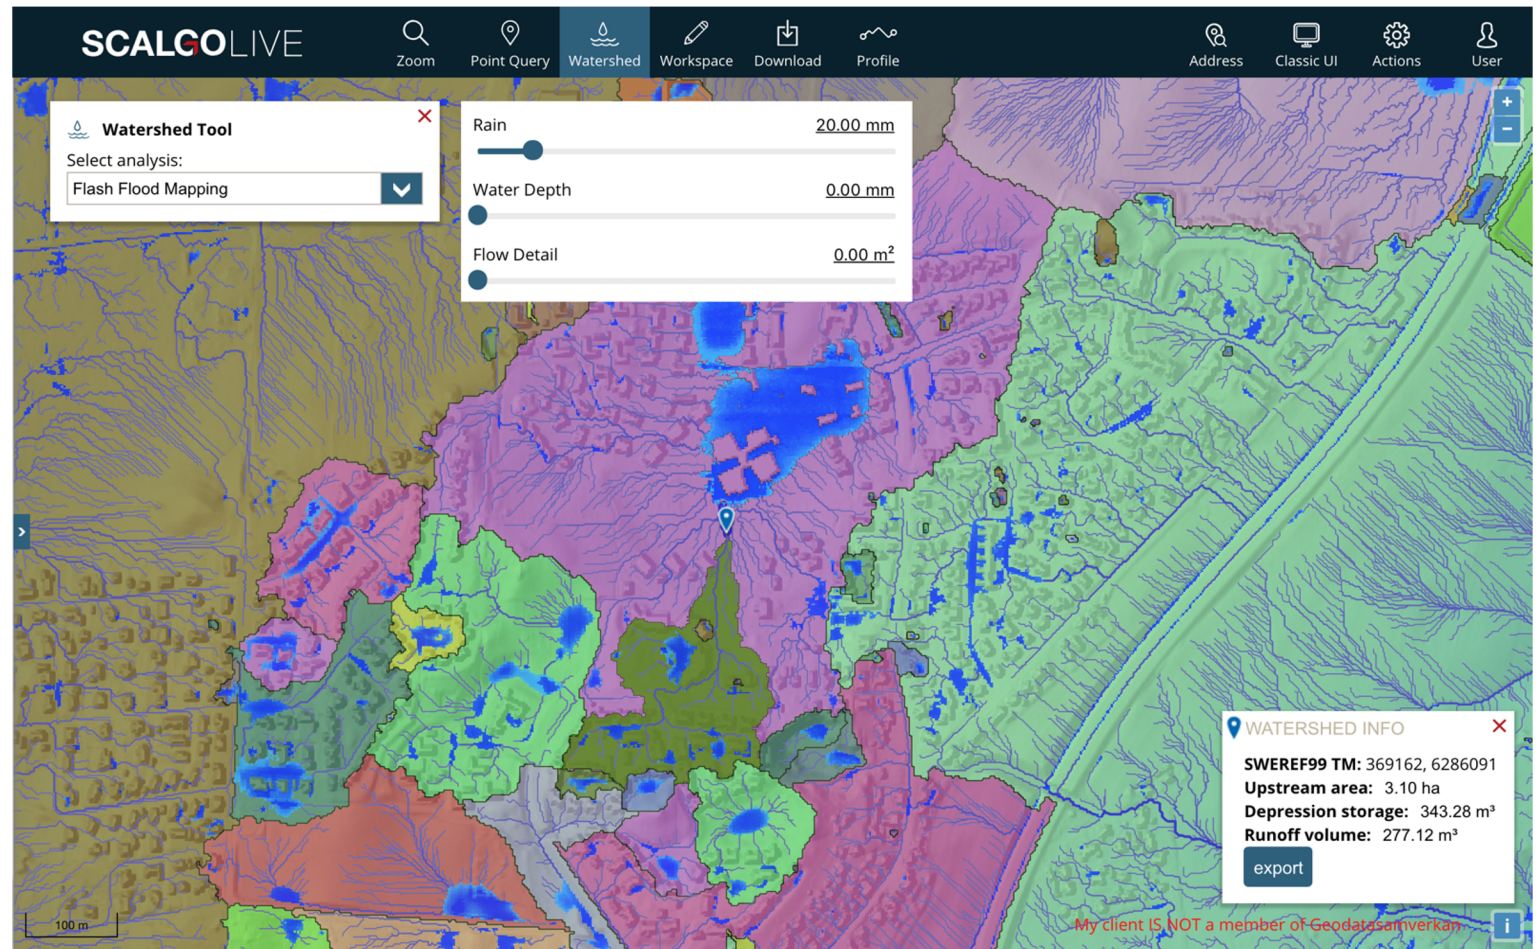 SCALGO LIVE
Zoom
Point Query
Watershed
Workspace
Download
Profile
Address
Classic UI
Actions
User
Watershed Tool
Select analysis:
Flash Flood Mapping
Rain 20.00 mm
Water Depth 0.00 mm
Flow Detail 0.00 m²
WATERSHED INFO
SWEREF99 TM: 369162, 6286091
Upstream area: 3.10 ha
Depression storage: 343.28 m³
Runoff volume: 277.12 m³
export
100 m
My client IS NOT a member of Geodatasamverkan
i